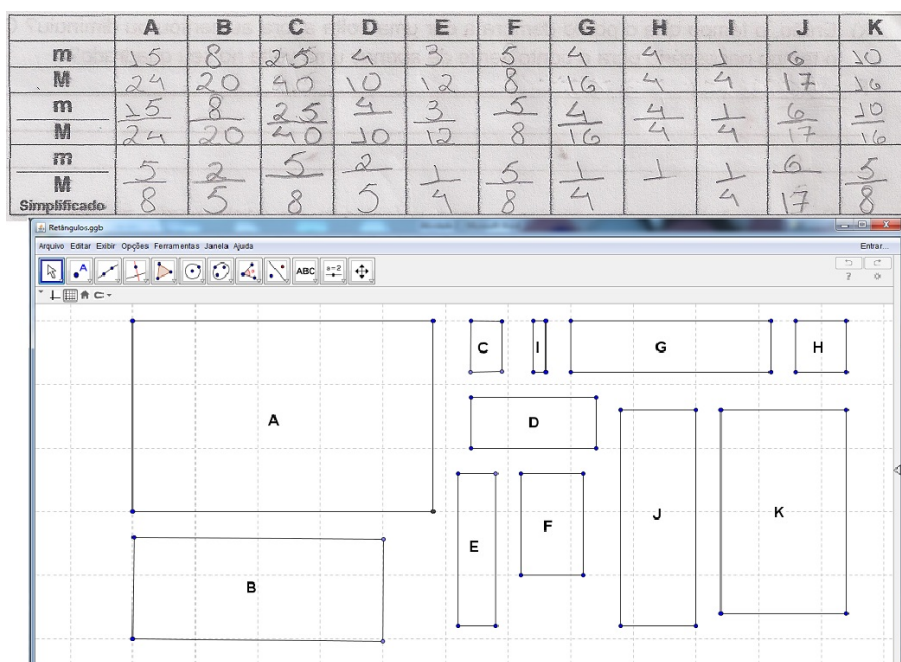 A B C D E F G H I J K
m 15 8 25 4 3 5 4 4 1 6 10
M 24 20 40 10 12 8 16 4 4 17 16
m/M 15/24 8/20 25/40 4/10 3/12 5/8 4/16 4/4 1/4 6/17 10/16
m/M Simplificado 5/8 2/5 5/8 2/5 1/4 5/8 1/4 1 1/4 6/17 5/8
Retângulos.ggb
Arquivo Editar Exibir Opções Ferramentas Janela Ajuda Entrar...
A ABC a=2
?
C I G H
A D
J K
E F
B